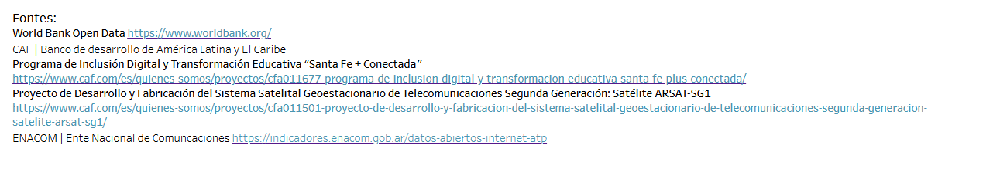 Fontes:
World Bank Open Data https://www.worldbank.org/
CAF | Banco de desarrollo de América Latina y El Caribe
Programa de Inclusión Digital y Transformación Educativa “Santa Fe + Conectada”
https://www.caf.com/es/quienes-somos/proyectos/cfa011677-programa-de-inclusion-digital-y-transformacion-educativa-santa-fe-plus-conectada/
Proyecto de Desarrollo y Fabricación del Sistema Satelital Geoestacionario de Telecomunicaciones Segunda Generación: Satélite ARSAT-SG1
https://www.caf.com/es/quienes-somos/proyectos/cfa011501-proyecto-de-desarrollo-y-fabricacion-del-sistema-satelital-geoestacionario-de-telecomunicaciones-segunda-generacion-
satelite-arsat-sg1/
ENACOM | Ente Nacional de Comuncaciones https://indicadores.enacom.gob.ar/datos-abiertos-internet-atp